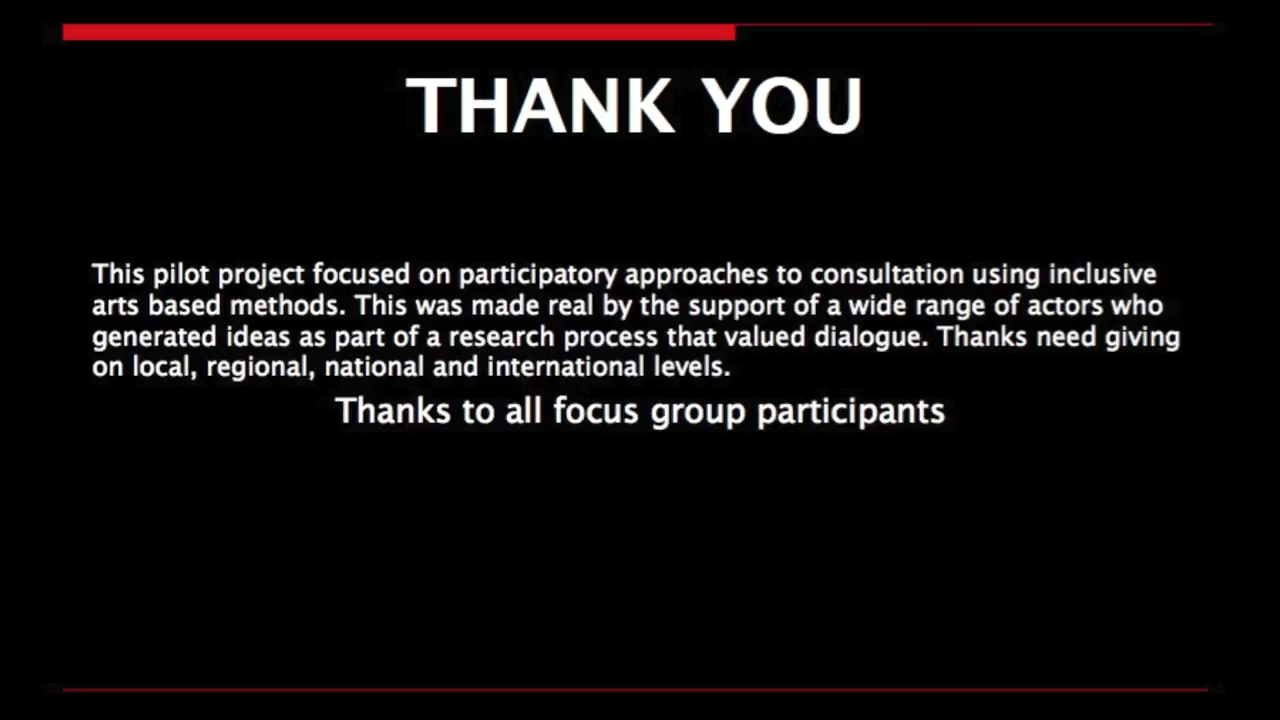 THANK YOU
This pilot project focused on participatory approaches to consultation using inclusive
arts based methods. This was made real by the support of a wide range of actors who
generated ideas as part of a research process that valued dialogue. Thanks need giving
on local, regional, national and international levels.
Thanks to all focus group participants